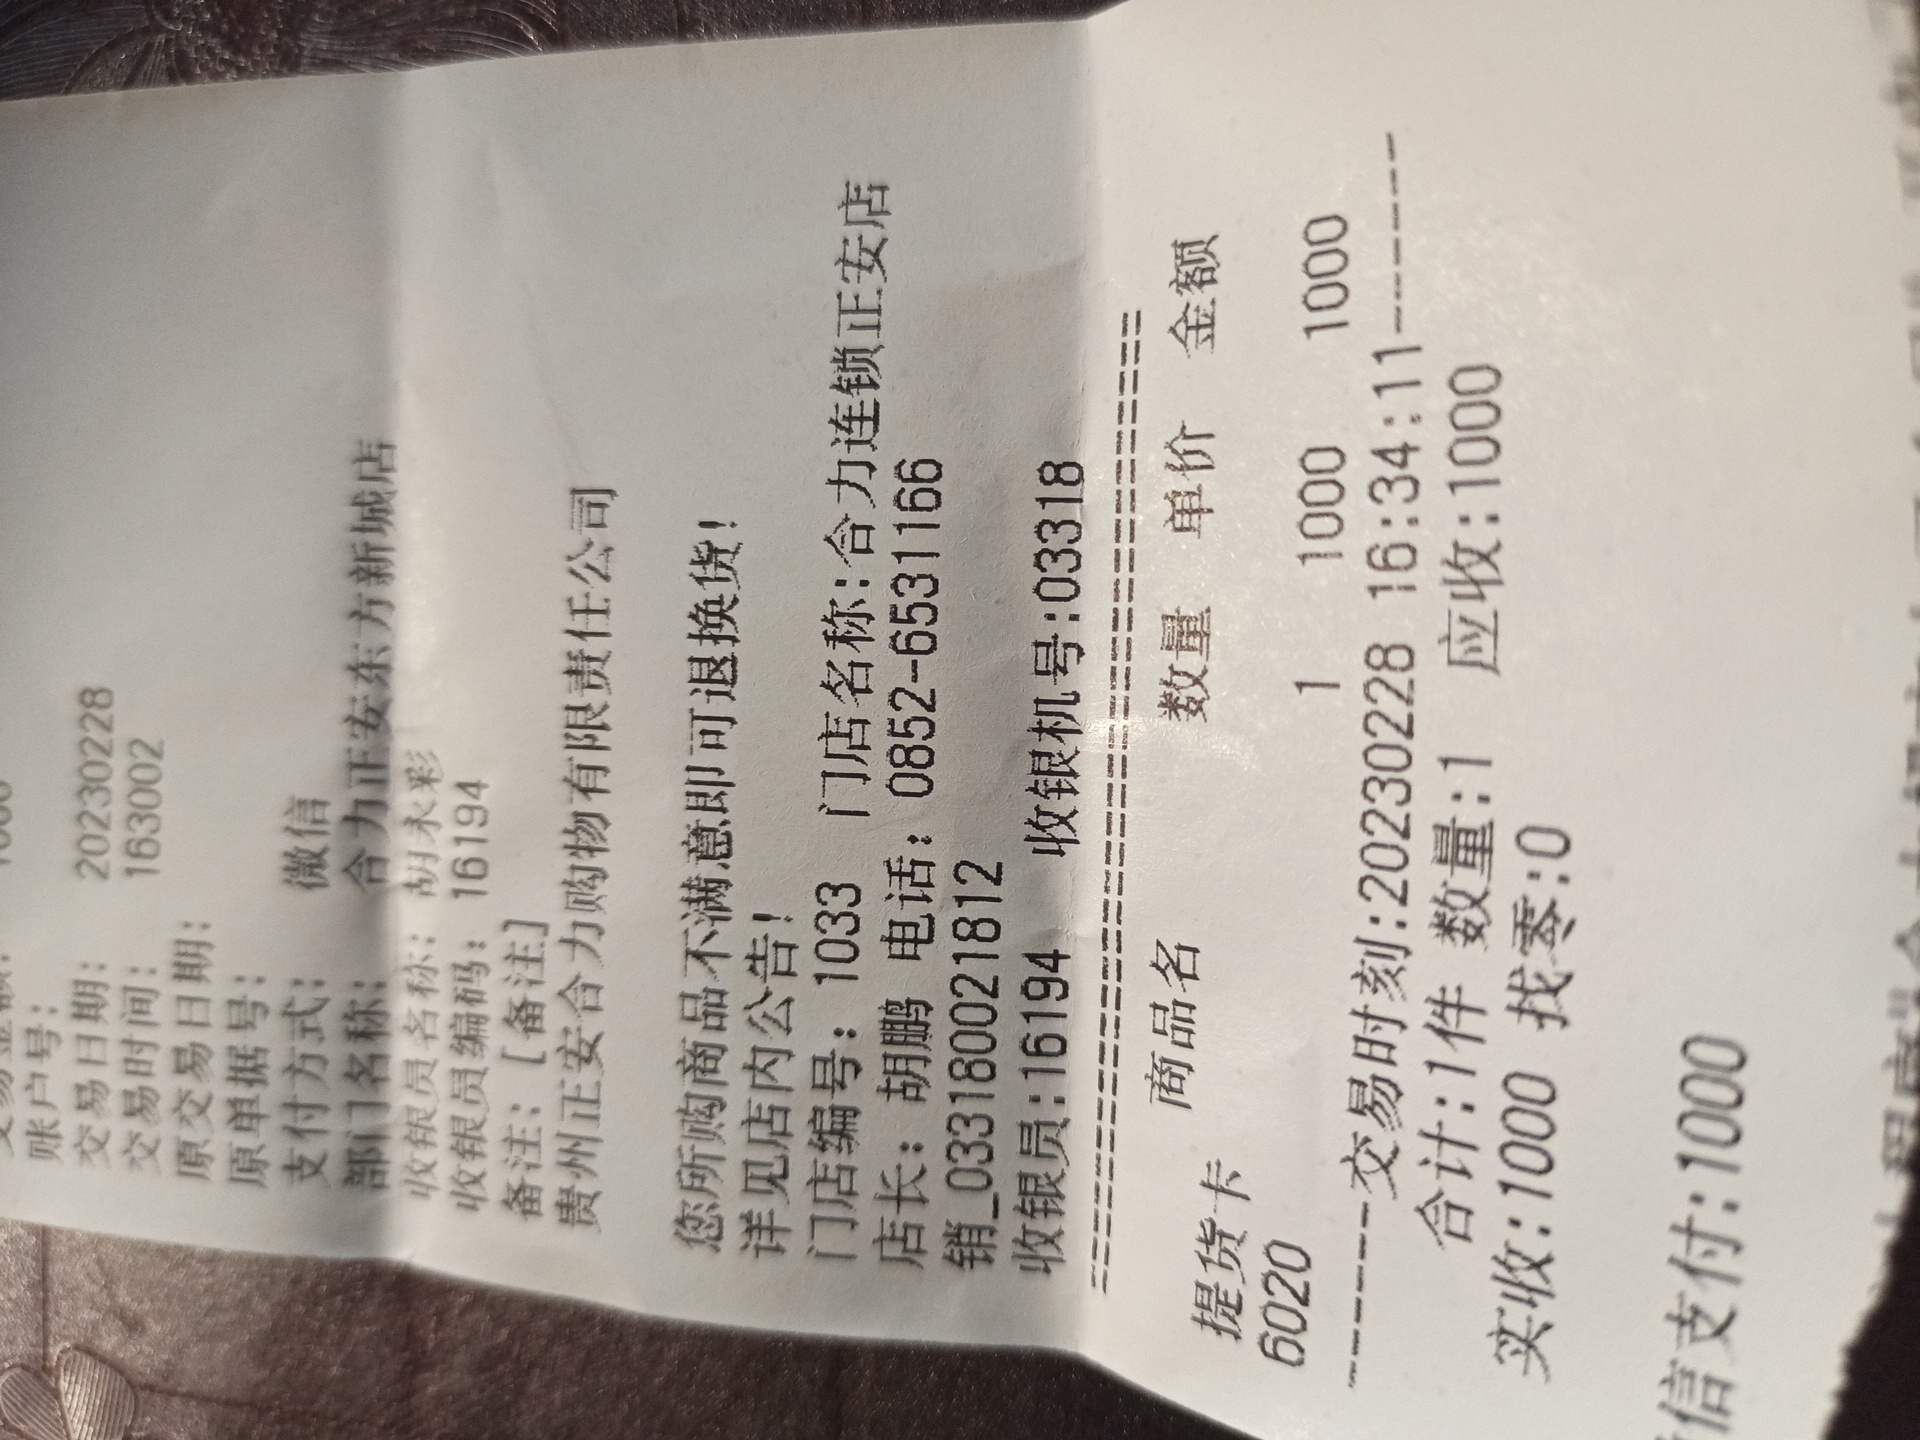 账户号：
交易日期： 20230228
交易时间： 163002
原交易日期：
原单据号：
支付方式： 微信
部门名称： 合力正安东方新城店
收银员名称： 胡永彩
收银员编码： 16194
备注：[备注]
贵州正安合力购物有限责任公司
您所购商品不满意即可退换货！
详见店内公告！
门店编号：1033 门店名称:合力连锁正安店
店长：胡鹏 电话：0852-6531166
销_0331800021812
收银员:16194 收银机号:03318
商品名 数量 单价 金额
提货卡
6020 1 1000 1000
------交易时刻:20230228 16:34:11------
合计:1件 数量:1 应收:1000
实收:1000 找零:0
信支付:1000